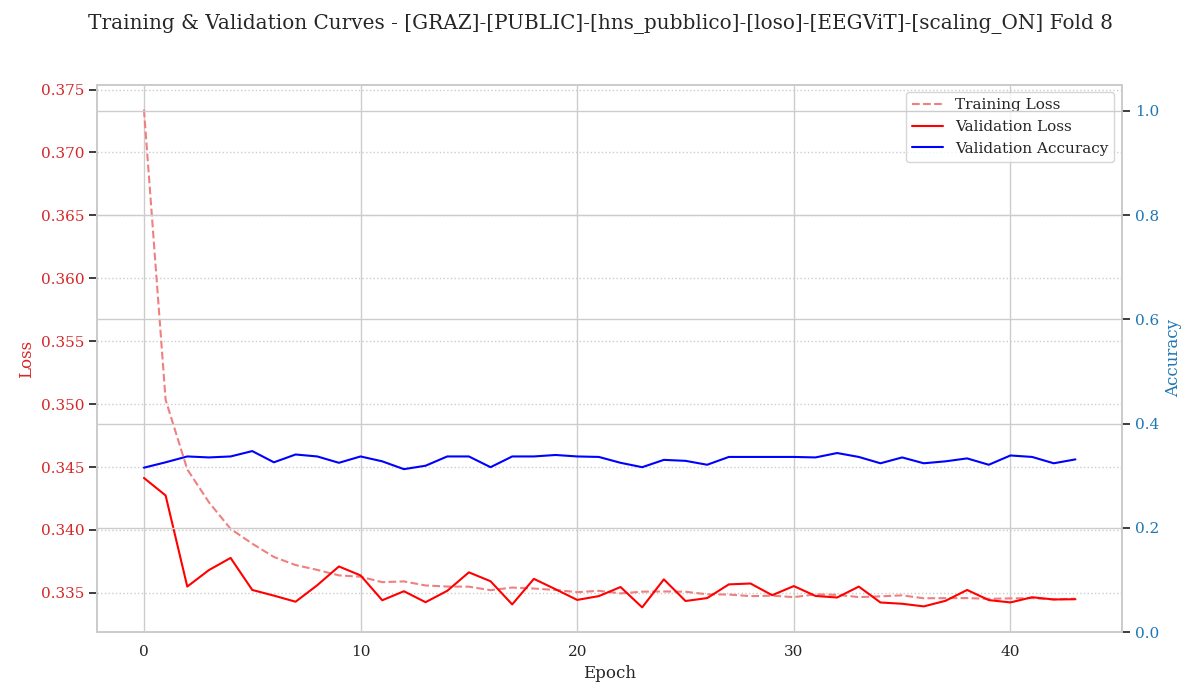 Training & Validation Curves - [GRAZ]-[PUBLIC]-[hns_pubblico]-[loso]-[EEGViT]-[scaling_ON] Fold 8
Training Loss
Validation Loss
Validation Accuracy
0.375
0.370
0.365
0.360
0.355
0.350
0.345
0.340
0.335
Loss
1.0
0.8
0.6
0.4
0.2
0.0
Accuracy
0 10 20 30 40
Epoch